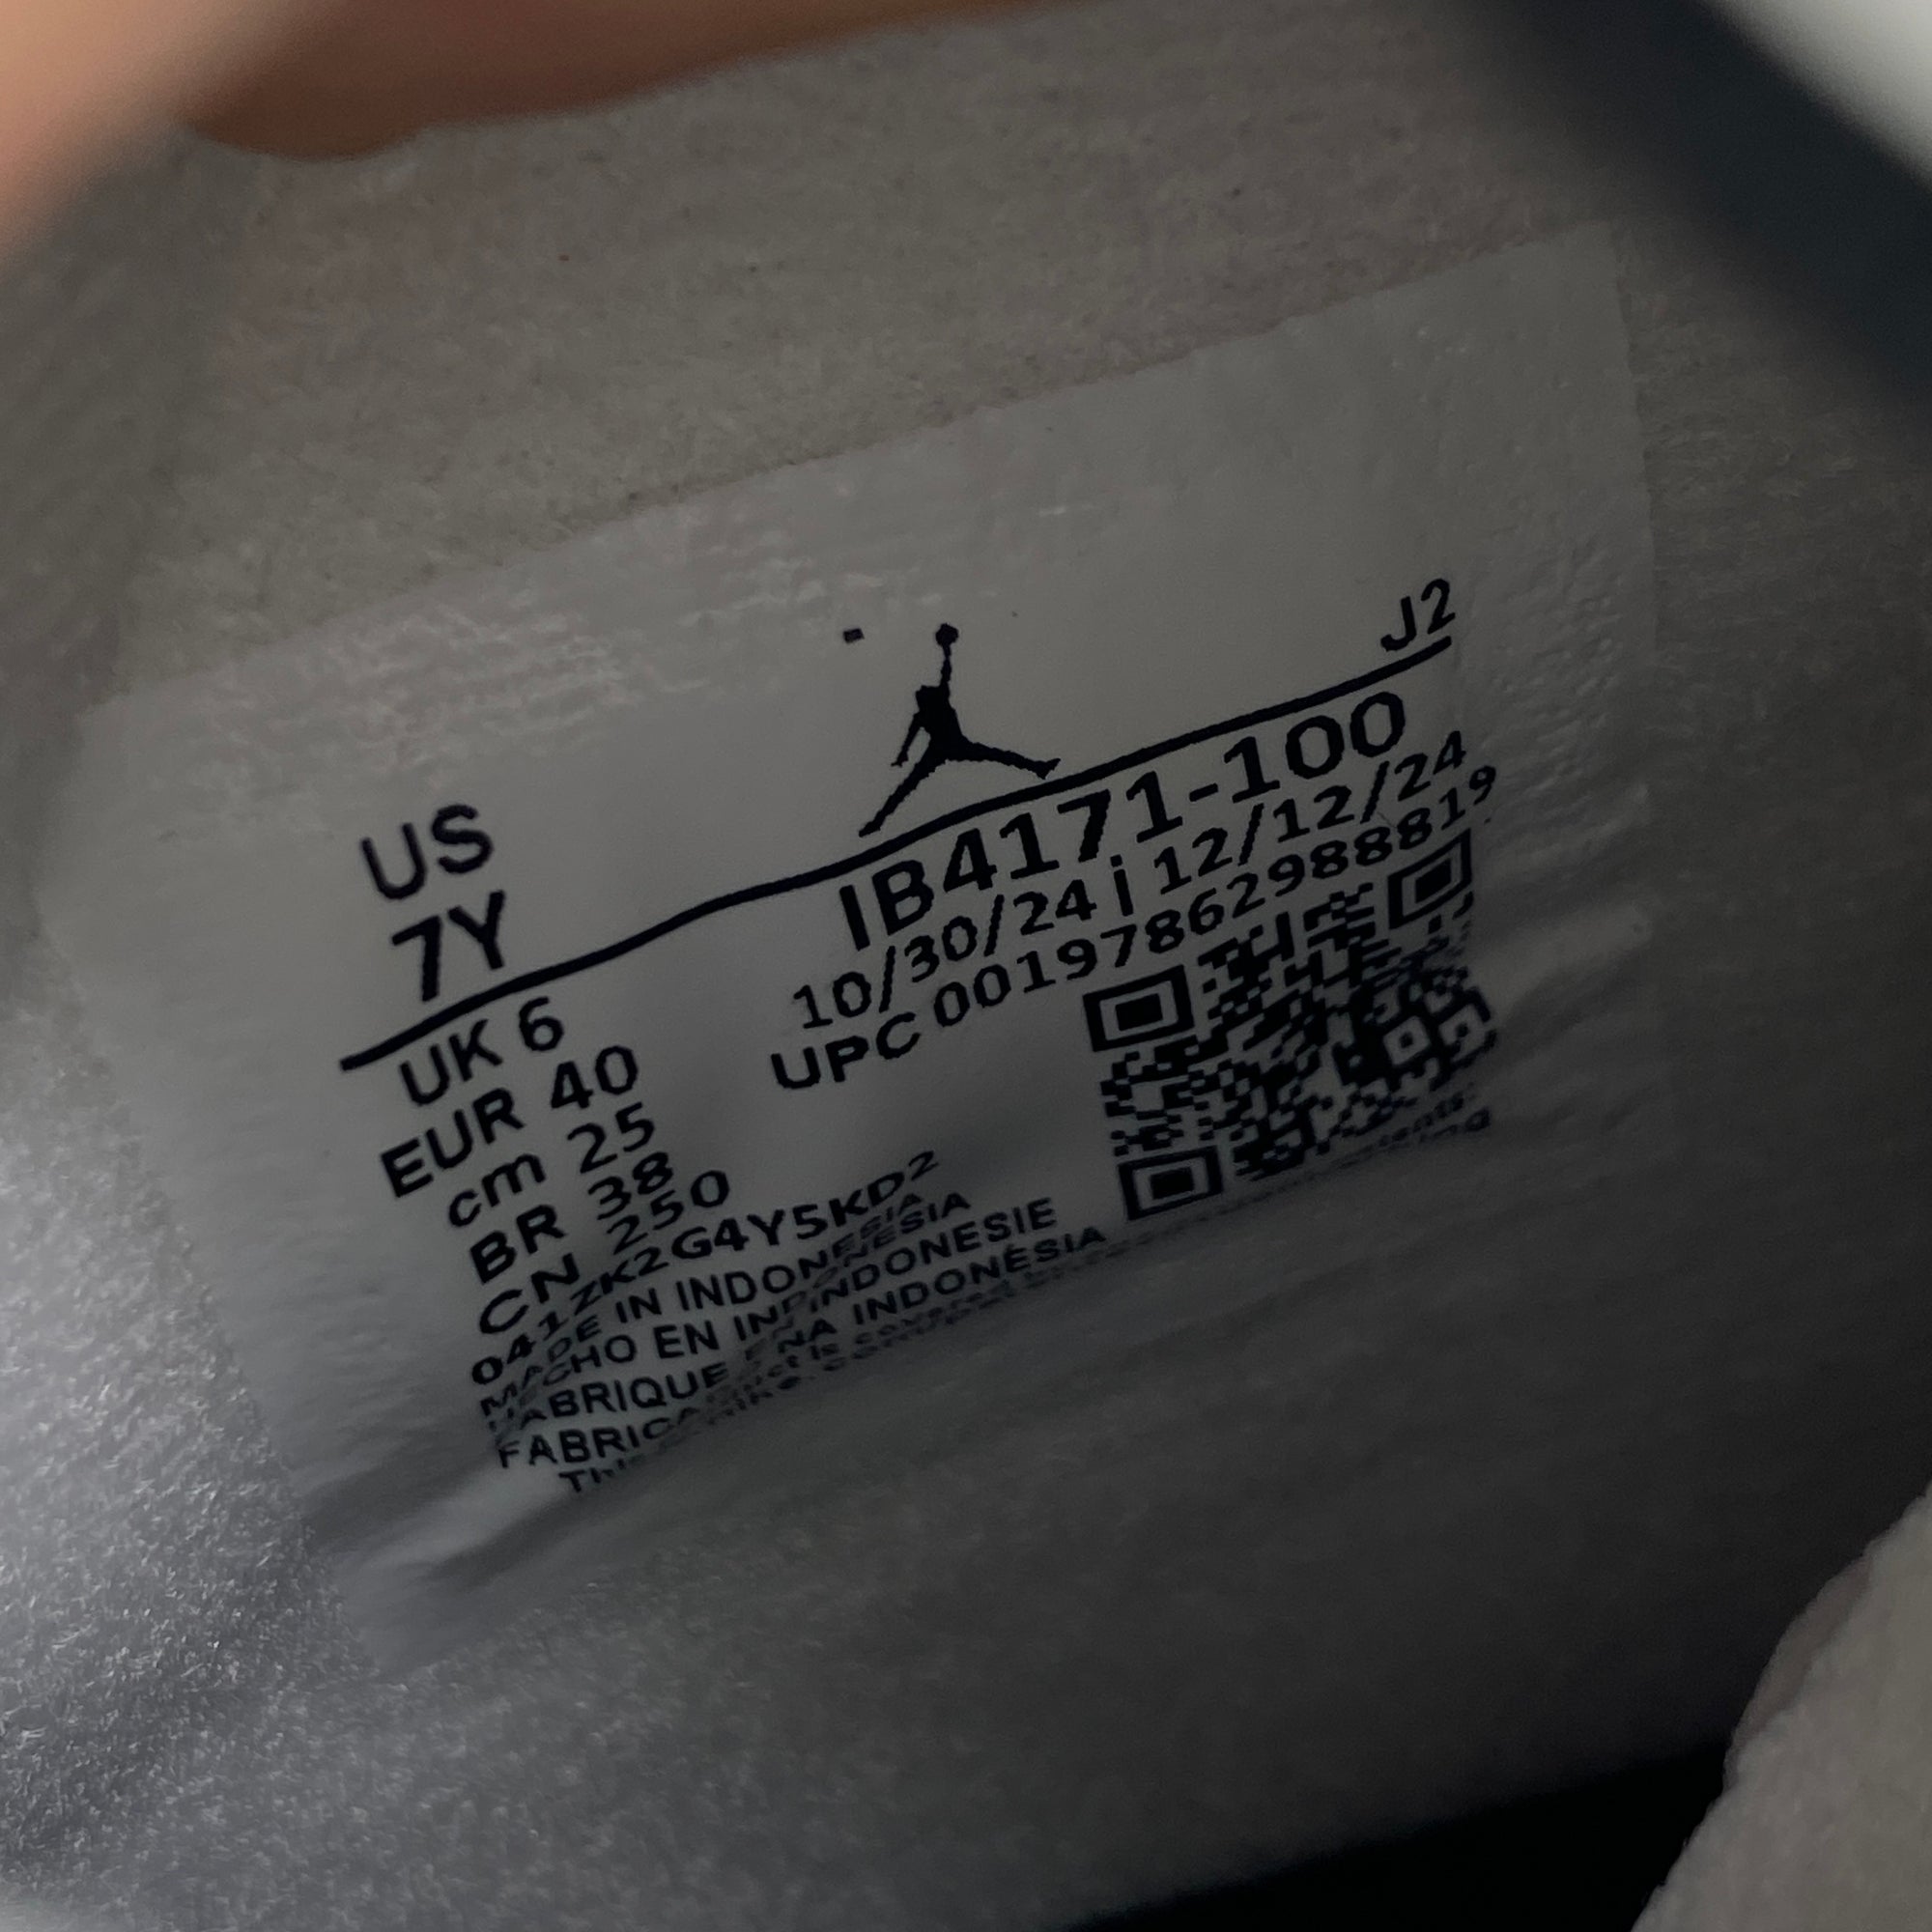 J2
US
7Y
IB4171-100
10/30/24 i 12/12/24
UPC 00197862988819
UK 6
EUR 40
cm 25
BR 38
CN 250
041ZK2G4Y5KD2
MADE IN INDONESIA
HECHO EN INDONESIA
FABRIQUE EN INDONESIE
FABRICADO NA INDONÉSIA